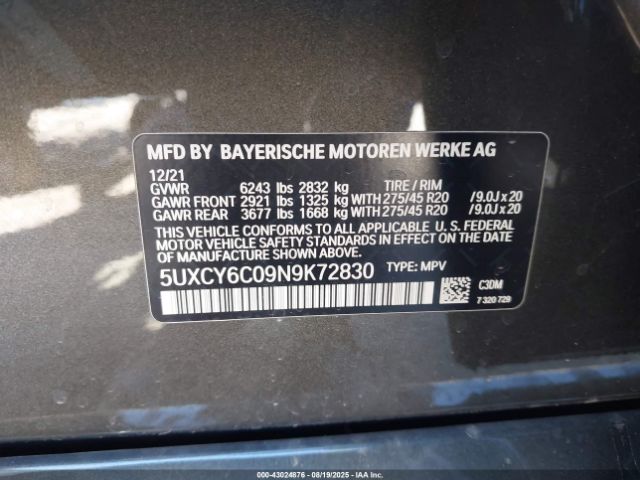 MFD BY BAYERISCHE MOTOREN WERKE AG
12/21
GVWR 6243 lbs 2832 kg TIRE / RIM
GAWR FRONT 2921 lbs 1325 kg WITH 275/45 R20 /9.0J x 20
GAWR REAR 3677 lbs 1668 kg WITH 275/45 R20 /9.0J x 20
THIS VEHICLE CONFORMS TO ALL APPLICABLE U. S. FEDERAL
MOTOR VEHICLE SAFETY STANDARDS IN EFFECT ON THE
DATE OF MANUFACTURE SHOWN ABOVE.
5UXCY6C09N9K72830 TYPE: MPV
C3DM
7 320 729
000-43024876 • 08/19/2025 • IAAI.COM